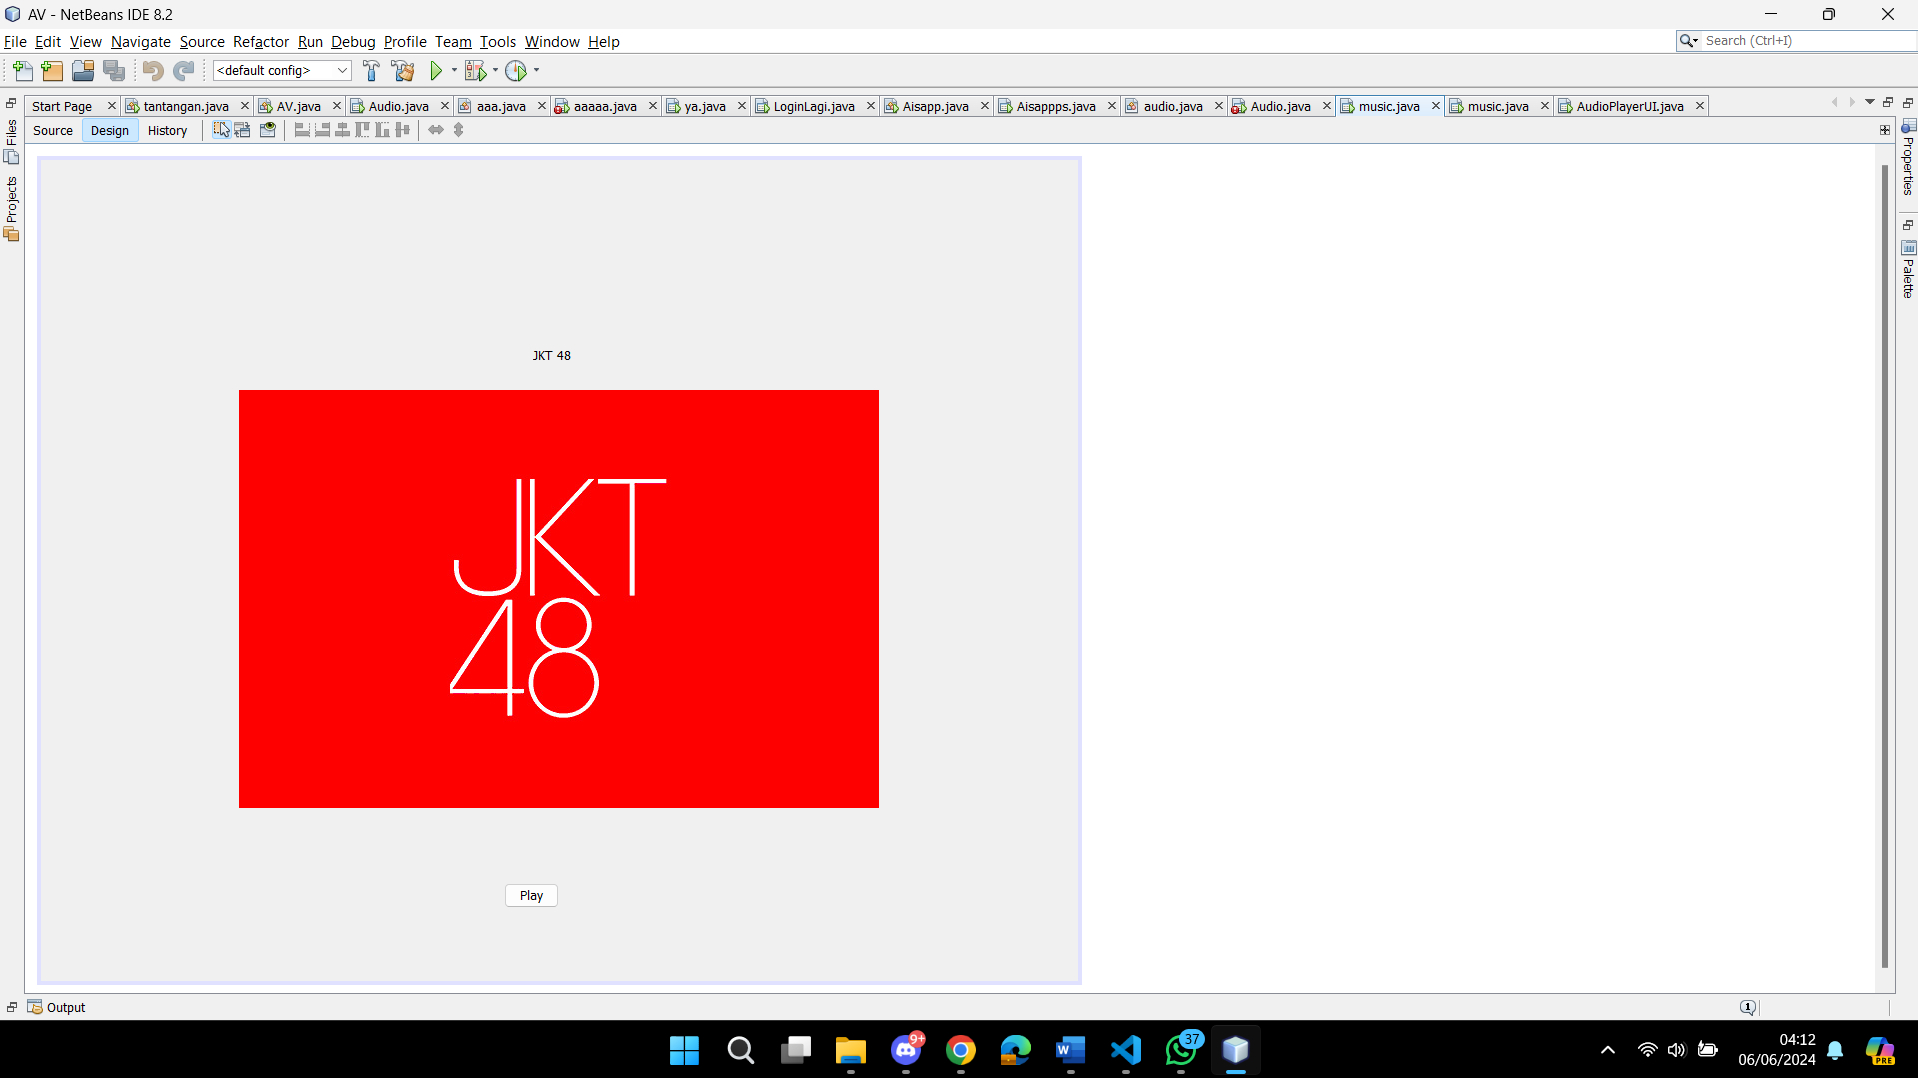 AV - NetBeans IDE 8.2
File Edit View Navigate Source Refactor Run Debug Profile Team Tools Window Help
Search (Ctrl+I)
<default config>
Start Page tantangan.java AV.java Audio.java aaa.java aaaaa.java ya.java LoginLagi.java Aisapp.java Aisappps.java audio.java Audio.java music.java music.java AudioPlayerUI.java
Source Design History
Files
Projects
Properties
Palette
JKT 48
JKT
48
Play
Output
1
9+
37
04:12
06/06/2024
PRE